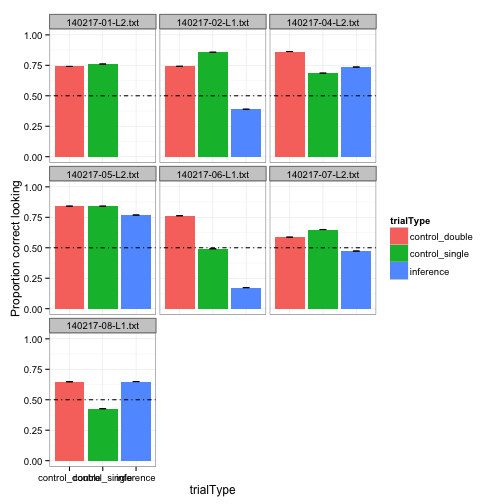 140217-01-L2.txt 140217-02-L1.txt 140217-04-L2.txt
1.00
0.75
0.50
0.25
0.00
140217-05-L2.txt 140217-06-L1.txt 140217-07-L2.txt
1.00
0.75
0.50
0.25
0.00
140217-08-L1.txt
1.00
0.75
0.50
0.25
0.00
control_double control_single inference
trialType
Proportion correct looking
trialType
control_double
control_single
inference